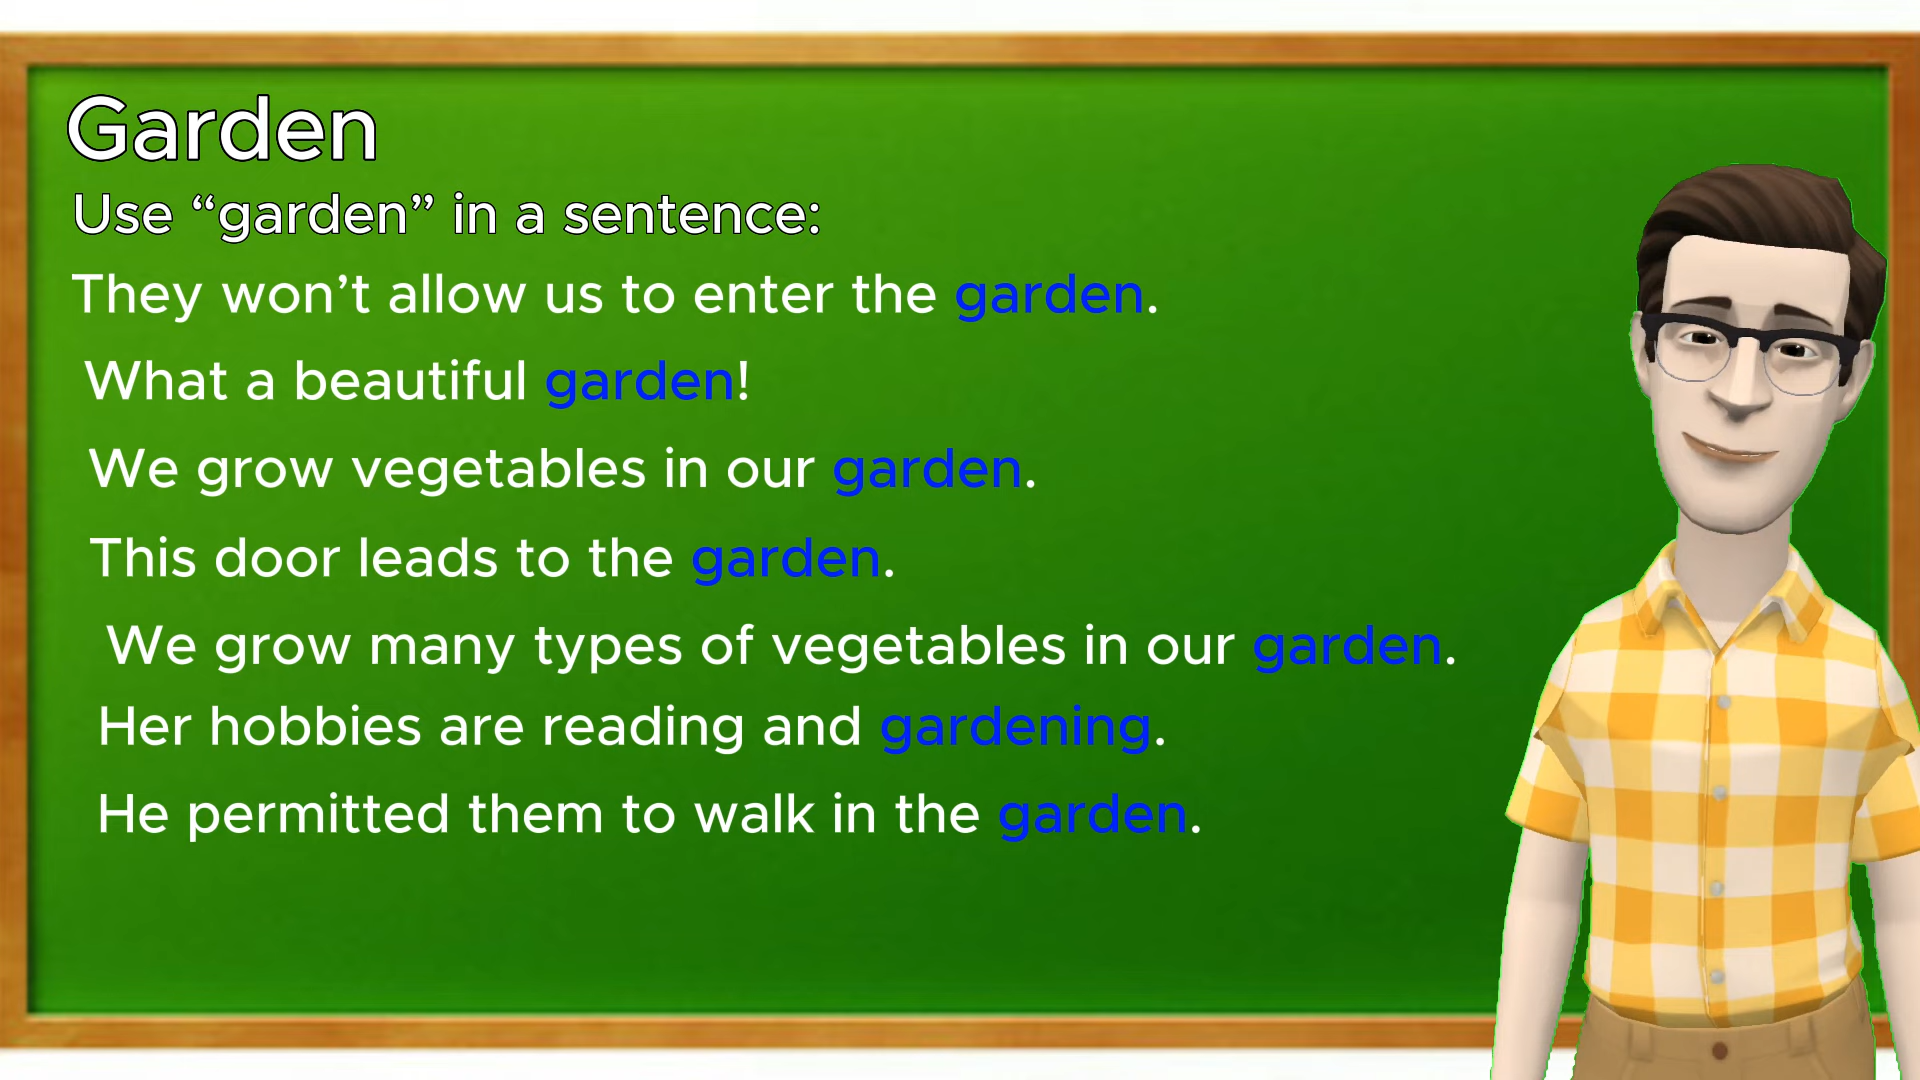 Garden
Use “garden” in a sentence:
They won’t allow us to enter the garden.
What a beautiful garden!
We grow vegetables in our garden.
This door leads to the garden.
We grow many types of vegetables in our garden.
Her hobbies are reading and gardening.
He permitted them to walk in the garden.